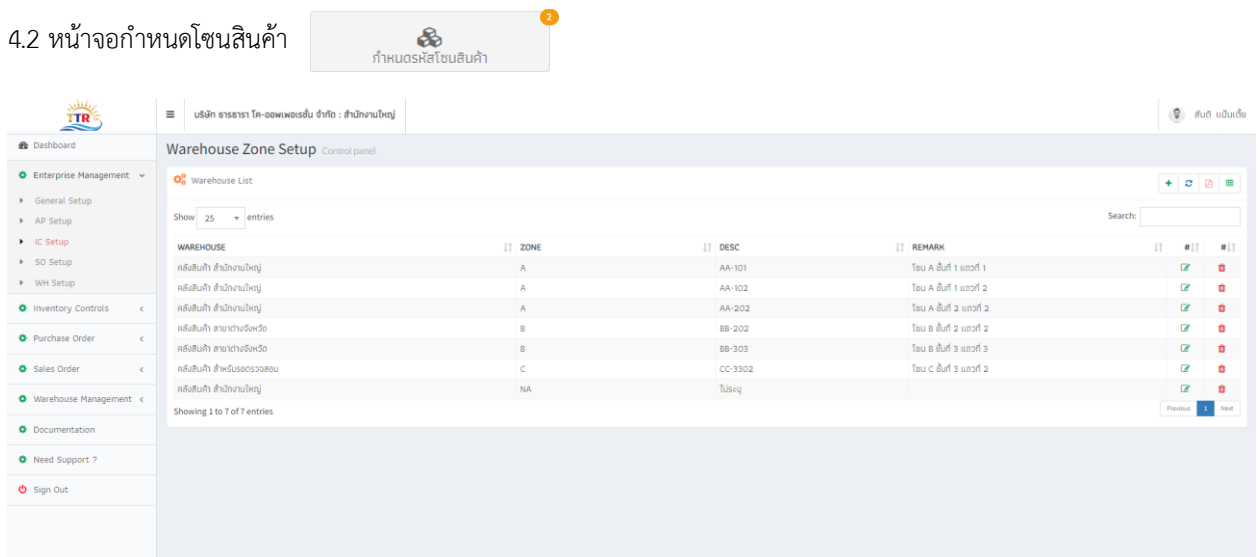 4.2 หน้าจอกำหนดโซนสินค้า
2
กำหนดรหัสโซนสินค้า
TTR
บริษัท ธารธารา โค-ออพเพอเรชั่น จำกัด : สำนักงานใหญ่
สันติ แป้นเดี้ย
Dashboard
Enterprise Management
General Setup
AP Setup
IC Setup
SO Setup
WH Setup
Inventory Controls
Purchase Order
Sales Order
Warehouse Management
Documentation
Need Support ?
Sign Out
Warehouse Zone Setup Control panel
Warehouse List
Show 25 entries
Search:
WAREHOUSE ZONE DESC REMARK # #
คลังสินค้า สำนักงานใหญ่ A AA-101 โซน A ชั้นที่ 1 แถวที่ 1
คลังสินค้า สำนักงานใหญ่ A AA-102 โซน A ชั้นที่ 1 แถวที่ 2
คลังสินค้า สำนักงานใหญ่ A AA-202 โซน A ชั้นที่ 2 แถวที่ 2
คลังสินค้า สาขาต่างจังหวัด B BB-202 โซน B ชั้นที่ 2 แถวที่ 2
คลังสินค้า สาขาต่างจังหวัด B BB-303 โซน B ชั้นที่ 3 แถวที่ 3
คลังสินค้า สำหรับรอตรวจสอบ C CC-3302 โซน C ชั้นที่ 3 แถวที่ 2
คลังสินค้า สำนักงานใหญ่ NA ไม่ระบุ
Showing 1 to 7 of 7 entries
Previous 1 Next